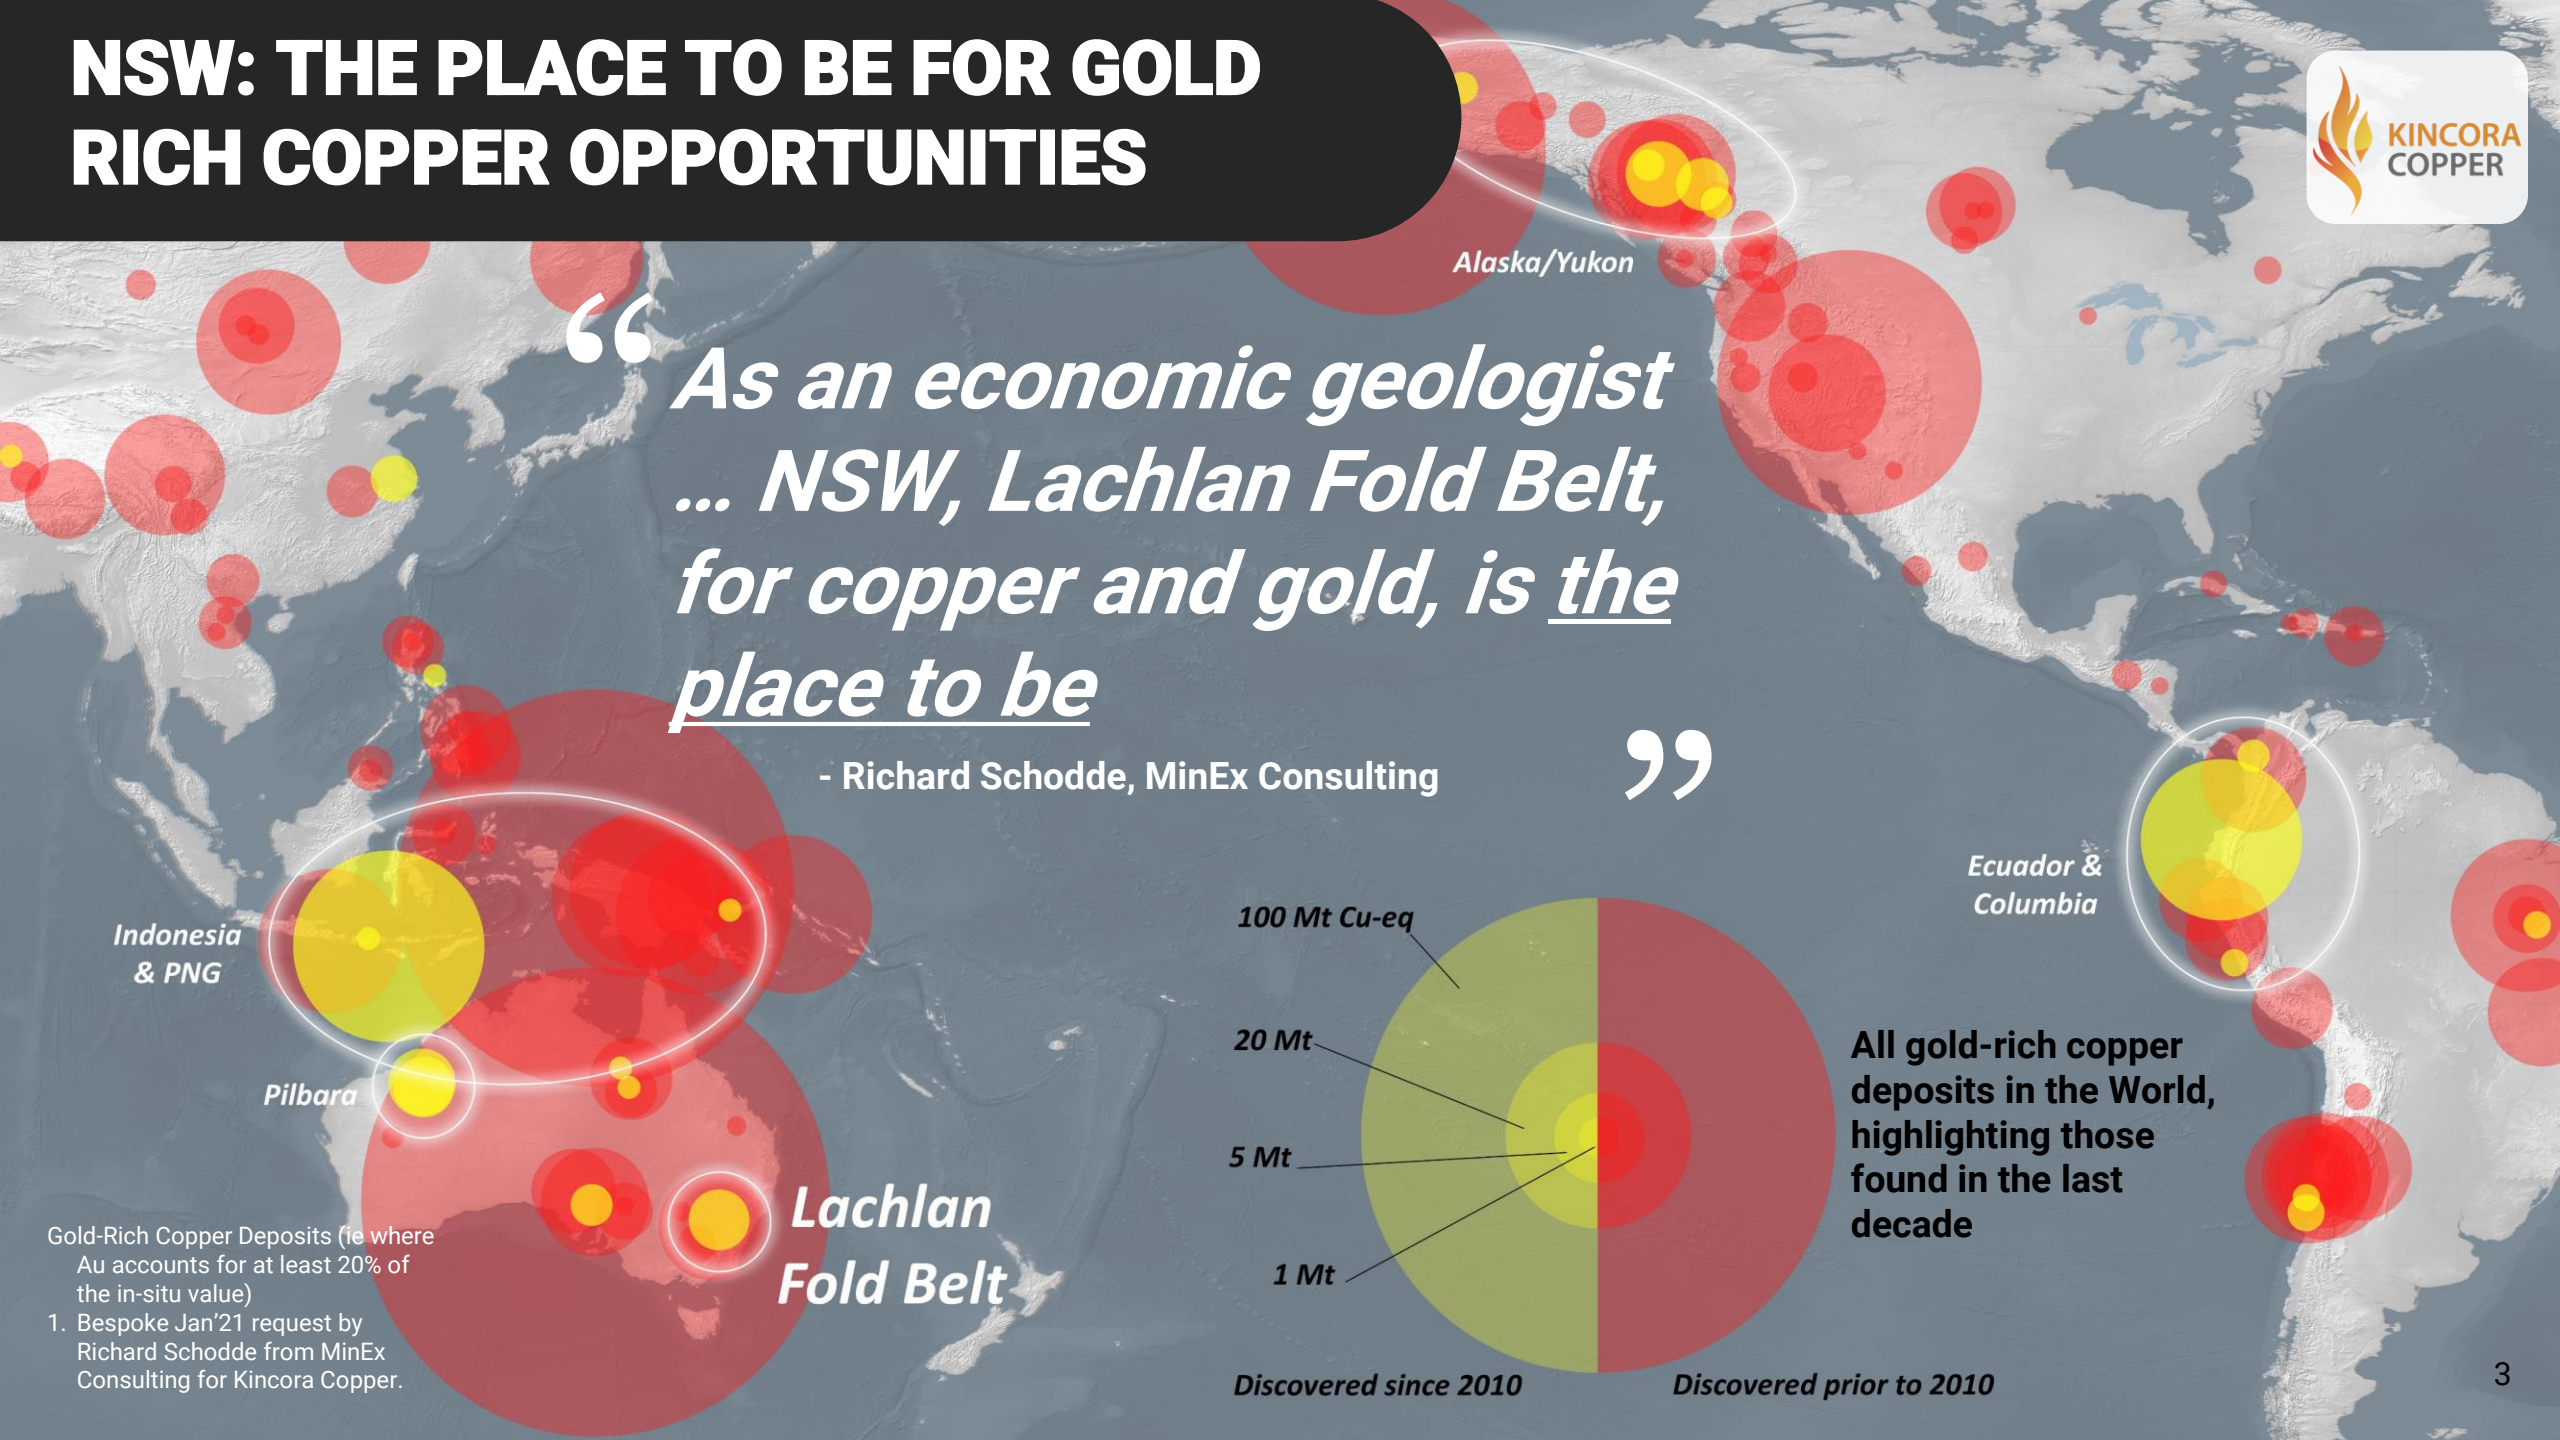 NSW: THE PLACE TO BE FOR GOLD
RICH COPPER OPPORTUNITIES
KINCORA
COPPER
Alaska/Yukon
“
As an economic geologist
... NSW, Lachlan Fold Belt,
for copper and gold, is the
place to be
”
- Richard Schodde, MinEx Consulting
Ecuador &
Columbia
Indonesia
& PNG
Pilbara
Lachlan
Fold Belt
100 Mt Cu-eq
20 Mt
5 Mt
1 Mt
Discovered since 2010
Discovered prior to 2010
All gold-rich copper
deposits in the World,
highlighting those
found in the last
decade
Gold-Rich Copper Deposits (ie where
Au accounts for at least 20% of
the in-situ value)
1. Bespoke Jan’21 request by
Richard Schodde from MinEx
Consulting for Kincora Copper.
3